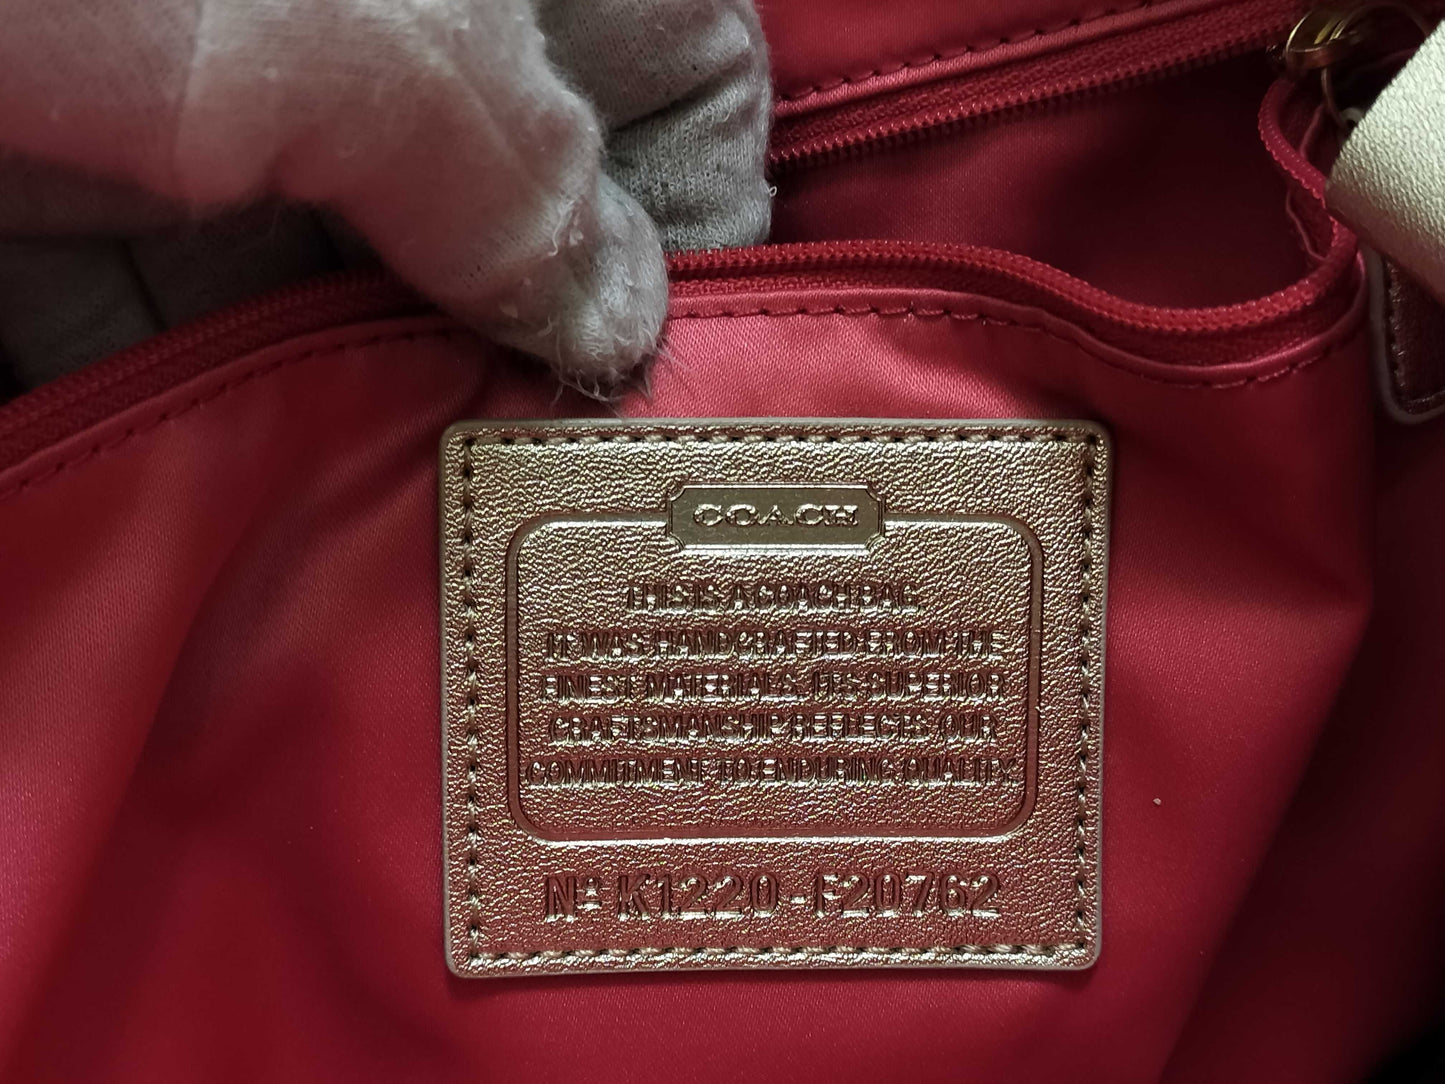 COACH
THIS IS A COACH BAG.
IT WAS HANDCRAFTED FROM THE
FINEST MATERIALS. ITS SUPERIOR
CRAFTSMANSHIP REFLECTS OUR
COMMITMENT TO ENDURING QUALITY.
Nº K1220-F20762